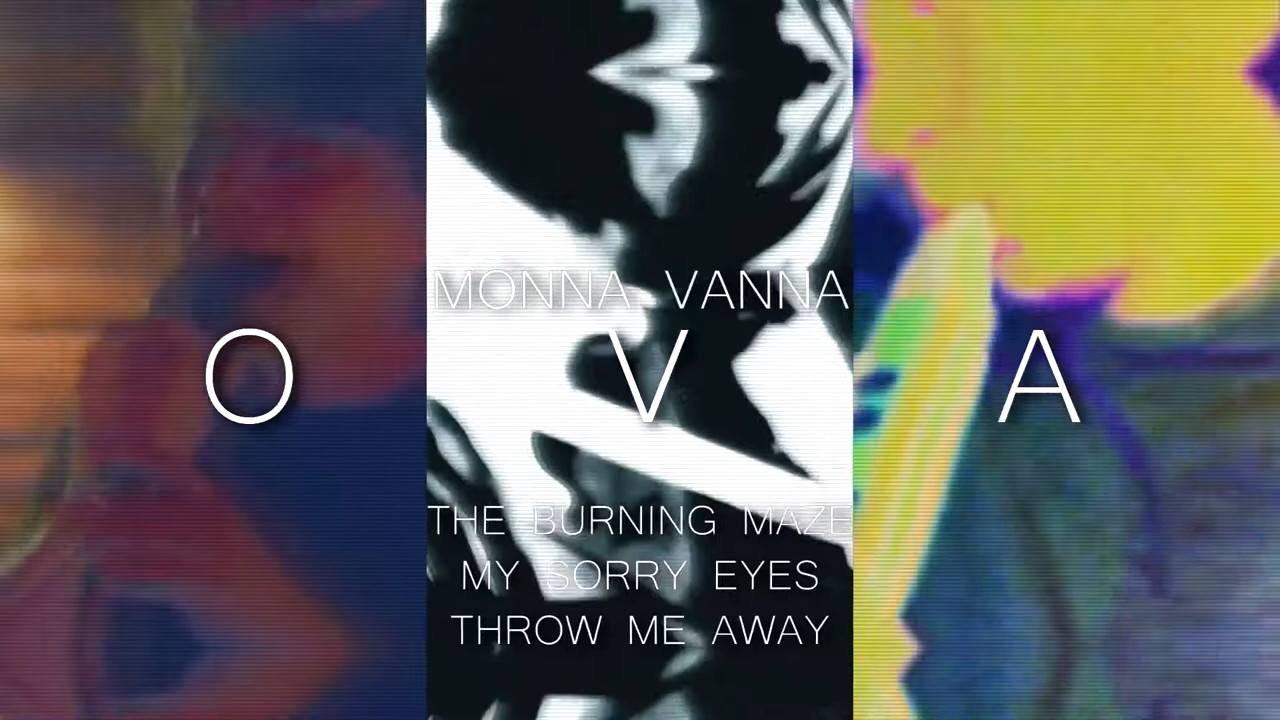 MONNA VANNA
O V A
THE BURNING MAZE
MY SORRY EYES
THROW ME AWAY